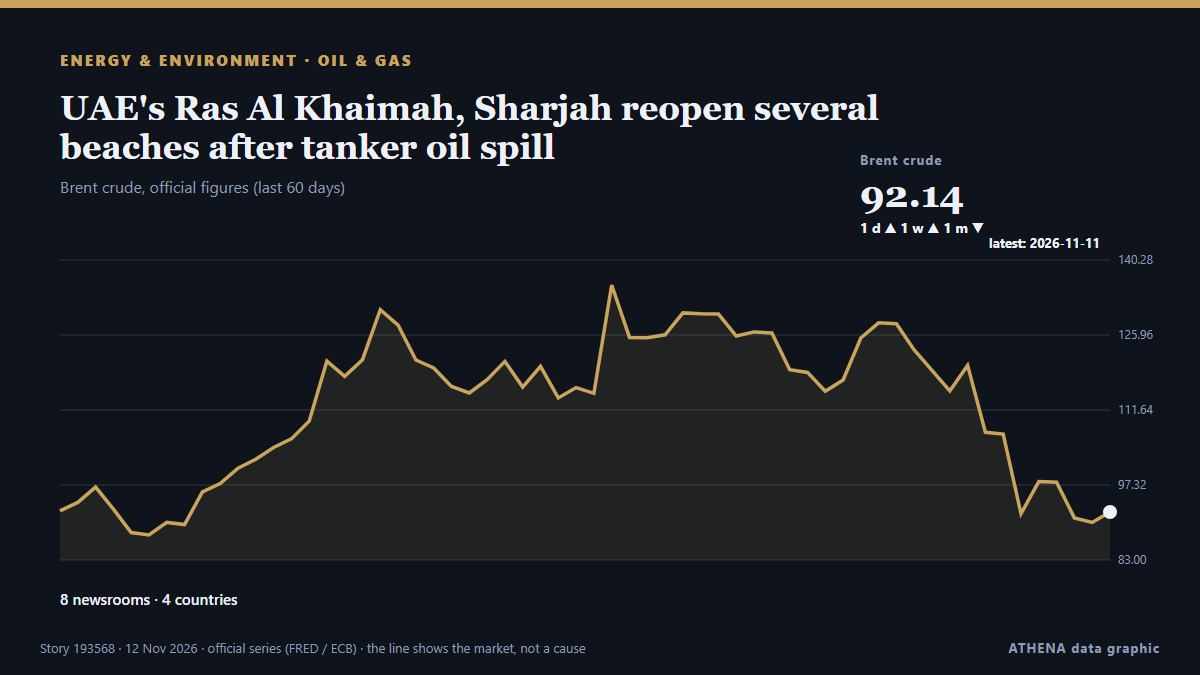 ENERGY & ENVIRONMENT · OIL & GAS
UAE's Ras Al Khaimah, Sharjah reopen several
beaches after tanker oil spill
Brent crude, official figures (last 60 days)
Brent crude
92.14
1 d ▲ 1 w ▲ 1 m ▼
latest: 2026-11-11
140.28
125.96
111.64
97.32
83.00
8 newsrooms · 4 countries
Story 193568 · 12 Nov 2026 · official series (FRED / ECB) · the line shows the market, not a cause
ATHENA data graphic